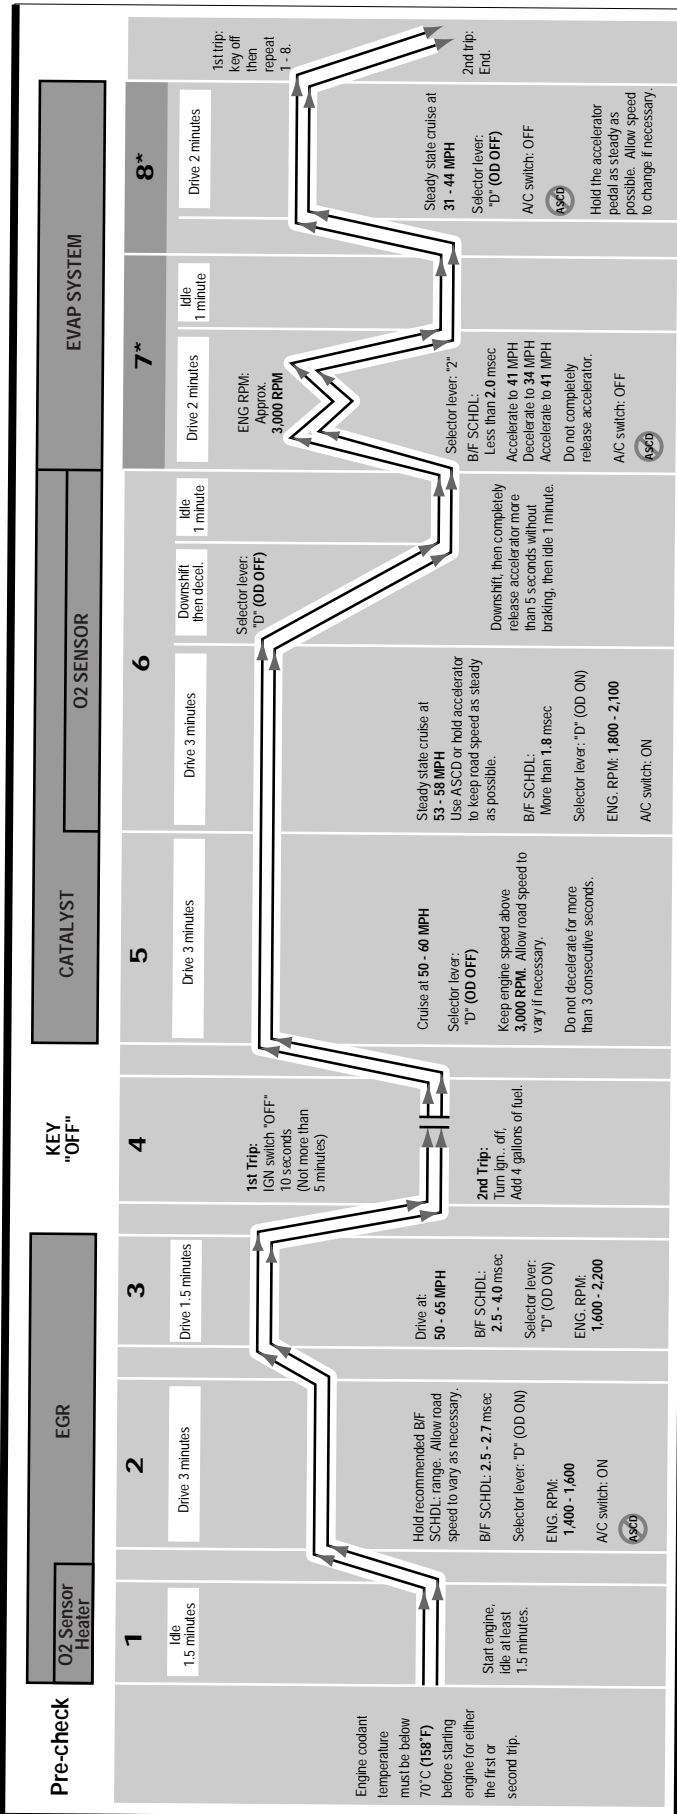 Pre-check
O2 Sensor
Heater
EGR
KEY
"OFF"
CATALYST
O2 SENSOR
EVAP SYSTEM
Engine coolant
temperature
must be below
70˚C (158˚F)
before starting
engine for either
the first or
second trip.
1
Idle
1.5 minutes
Start engine,
idle at least
1.5 minutes.
2
Drive 3 minutes
Hold recommended B/F
SCHDL: range. Allow road
speed to vary as necessary.
B/F SCHDL: 2.5 - 2.7 msec
Selector lever: "D" (OD ON)
ENG. RPM:
1,400 - 1,600
A/C switch: ON
ASCD
3
Drive 1.5 minutes
Drive at:
50 - 65 MPH
B/F SCHDL:
2.5 - 4.0 msec
Selector lever:
"D" (OD ON)
ENG. RPM:
1,600 - 2,200
4
1st Trip:
IGN switch "OFF"
10 seconds
(Not more than
5 minutes)
2nd Trip:
Turn ign.. off,
Add 4 gallons of fuel.
5
Drive 3 minutes
Cruise at 50 - 60 MPH
Selector lever:
"D" (OD OFF)
Keep engine speed above
3,000 RPM. Allow road speed to
vary if necessary.
Do not decelerate for more
than 3 consecutive seconds.
6
Drive 3 minutes
Steady state cruise at
53 - 58 MPH
Use ASCD or hold accelerator
to keep road speed as steady
as possible.
B/F SCHDL:
More than 1.8 msec
Selector lever: "D" (OD ON)
ENG. RPM: 1,800 - 2,100
A/C switch: ON
Downshift
then decel.
Selector lever:
"D" (OD OFF)
Idle
1 minute
Downshift, then completely
release accelerator more
than 5 seconds without
braking, then idle 1 minute.
7*
Drive 2 minutes
Idle
1 minute
ENG RPM:
Approx.
3,000 RPM
Selector lever: "2"
B/F SCHDL:
Less than 2.0 msec
Accelerate to 41 MPH
Decelerate to 34 MPH
Accelerate to 41 MPH
Do not completely
release accelerator.
A/C switch: OFF
ASCD
8*
Drive 2 minutes
Steady state cruise at
31 - 44 MPH
Selector lever:
"D" (OD OFF)
A/C switch: OFF
ASCD
Hold the accelerator
pedal as steady as
possible. Allow speed
to change if necessary.
1st trip:
key off
then
repeat
1 - 8.
2nd trip:
End.